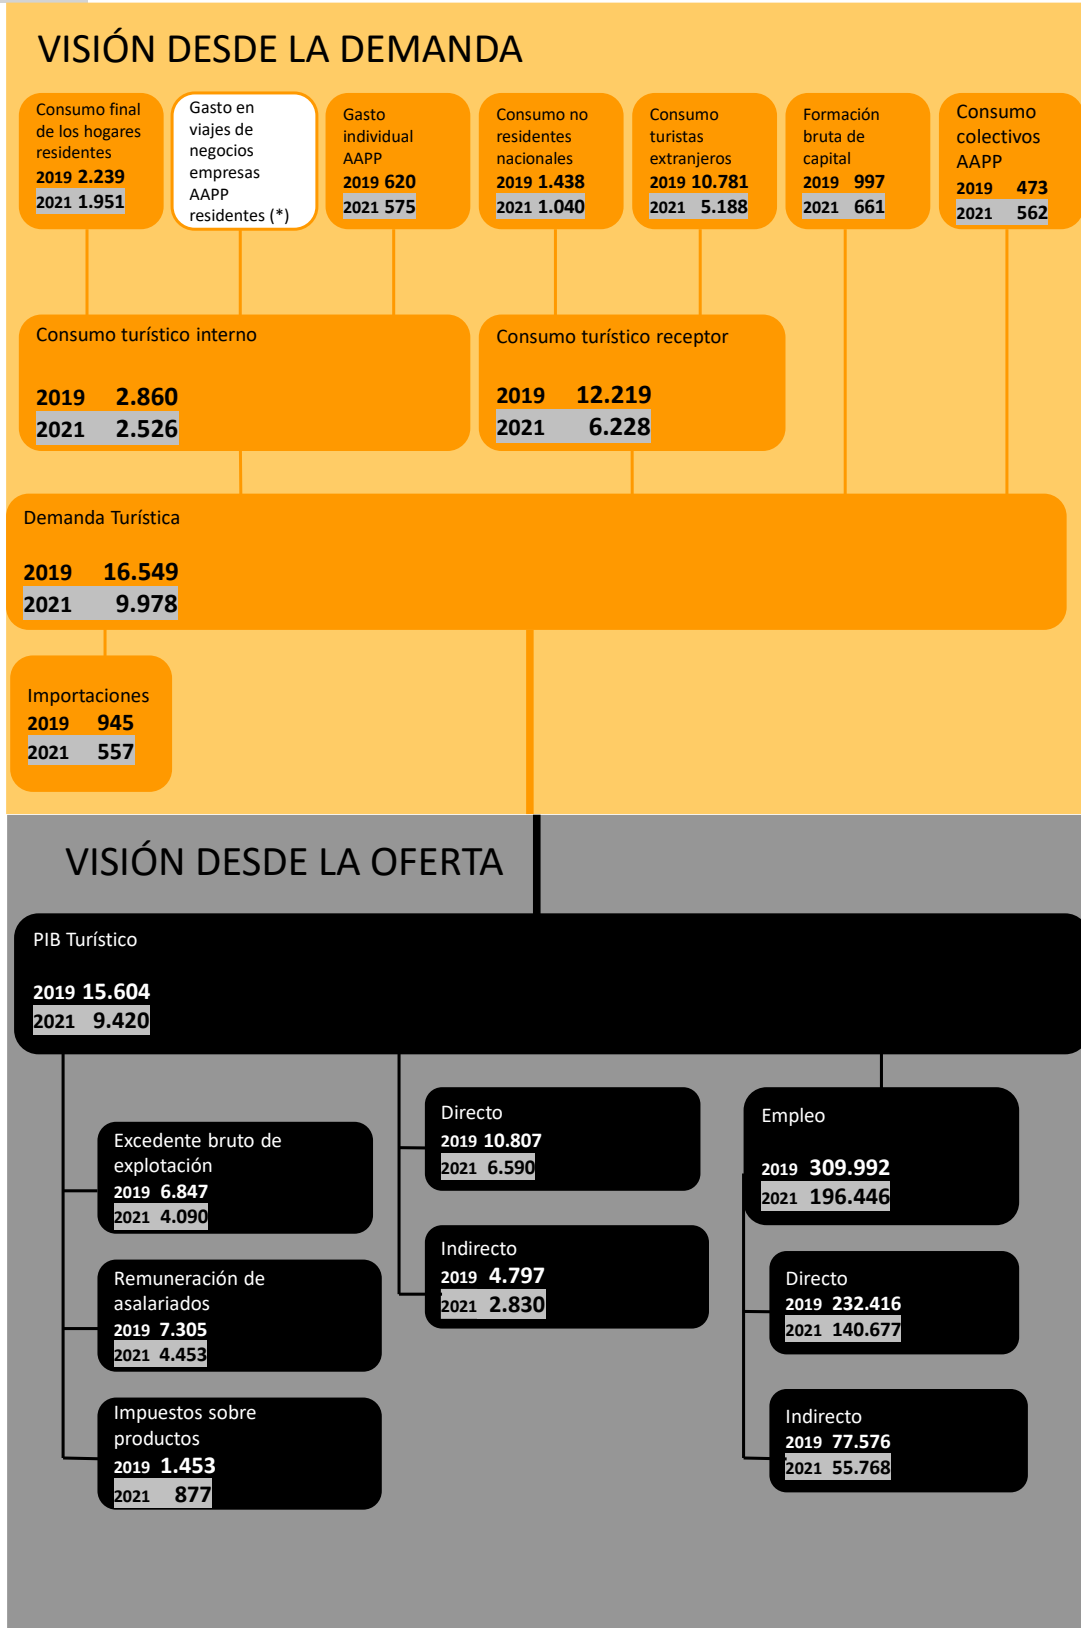 VISIÓN DESDE LA DEMANDA
Consumo final
de los hogares
residentes
2019 2.239
2021 1.951
Gasto en
viajes de
negocios
empresas
AAPP
residentes (*)
Gasto
individual
AAPP
2019 620
2021 575
Consumo no
residentes
nacionales
2019 1.438
2021 1.040
Consumo
turistas
extranjeros
2019 10.781
2021 5.188
Formación
bruta de
capital
2019 997
2021 661
Consumo
colectivos
AAPP
2019 473
2021 562
Consumo turístico interno
2019 2.860
2021 2.526
Consumo turístico receptor
2019 12.219
2021 6.228
Demanda Turística
2019 16.549
2021 9.978
Importaciones
2019 945
2021 557
VISIÓN DESDE LA OFERTA
PIB Turístico
2019 15.604
2021 9.420
Excedente bruto de
explotación
2019 6.847
2021 4.090
Remuneración de
asalariados
2019 7.305
2021 4.453
Impuestos sobre
productos
2019 1.453
2021 877
Directo
2019 10.807
2021 6.590
Indirecto
2019 4.797
2021 2.830
Empleo
2019 309.992
2021 196.446
Directo
2019 232.416
2021 140.677
Indirecto
2019 77.576
2021 55.768